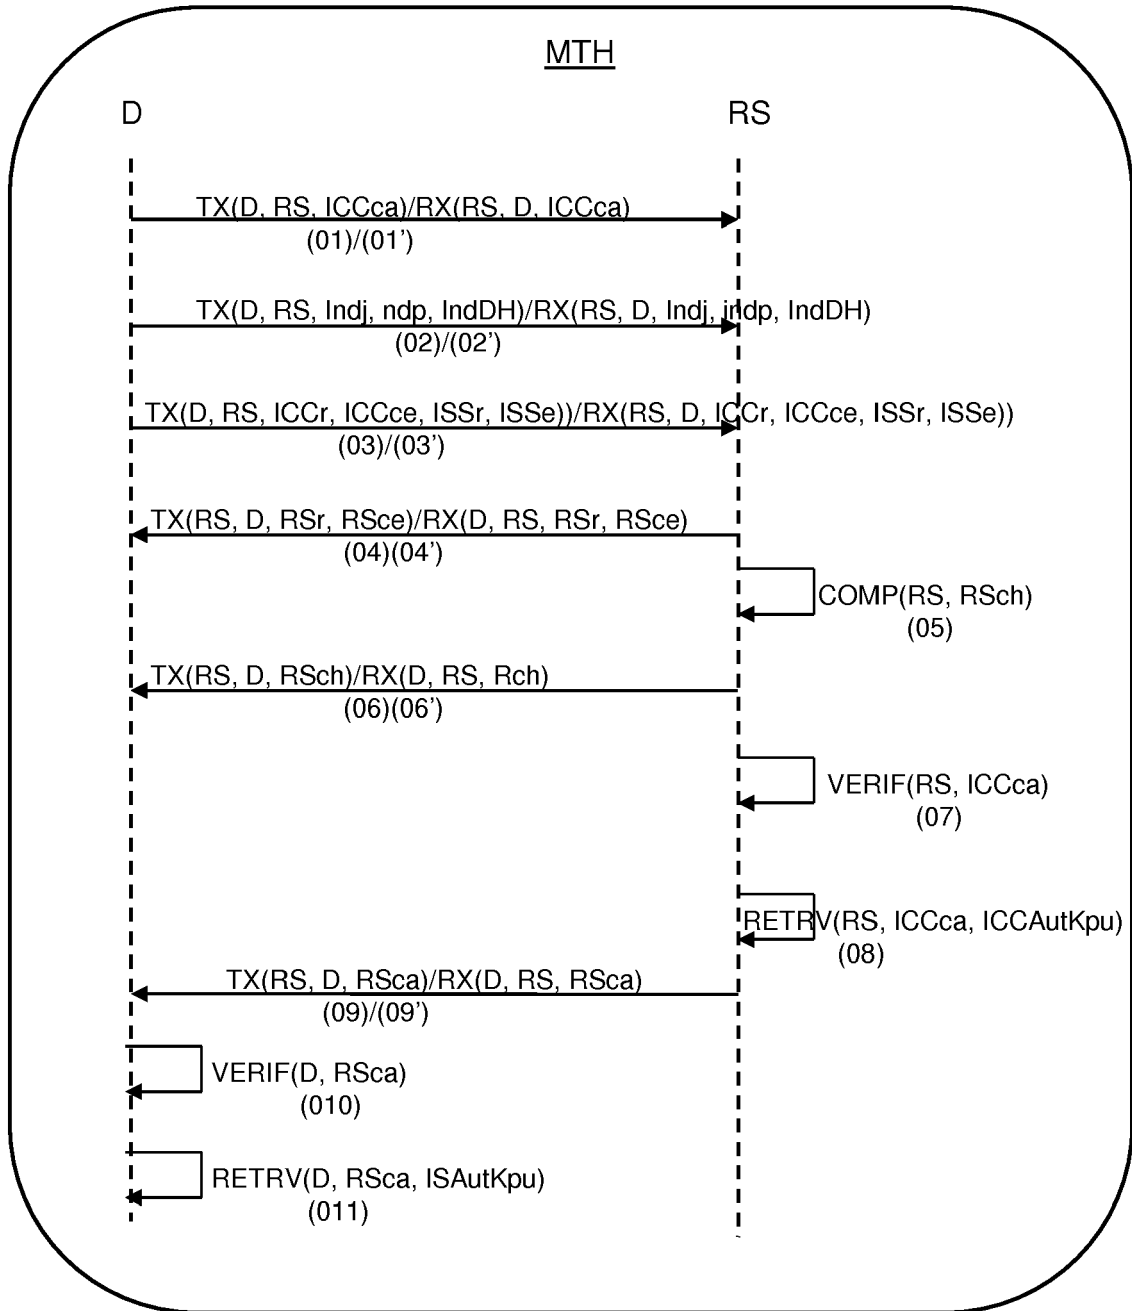 MTH
D RS
TX(D, RS, ICCca)/RX(RS, D, ICCca)
(01)/(01')
TX(D, RS, Indj, ndp, IndDH)/RX(RS, D, Indj, indp, IndDH)
(02)/(02')
TX(D, RS, ICCr, ICCce, ISSr, ISSe))/RX(RS, D, ICCr, ICCce, ISSr, ISSe))
(03)/(03')
TX(RS, D, RSr, RSce)/RX(D, RS, RSr, RSce)
(04)(04')
COMP(RS, RSch)
(05)
TX(RS, D, RSch)/RX(D, RS, Rch)
(06)(06')
VERIF(RS, ICCca)
(07)
RETRV(RS, ICCca, ICCAutKpu)
(08)
TX(RS, D, RSca)/RX(D, RS, RSca)
(09)/(09')
VERIF(D, RSca)
(010)
RETRV(D, RSca, ISAutKpu)
(011)